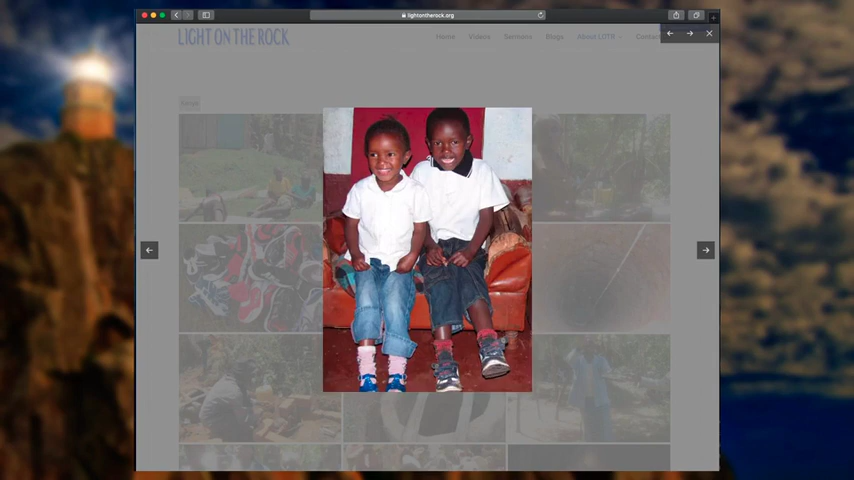 lightontherock.org
LIGHT ON THE ROCK
Home Videos Sermons Blogs About LOTR Contact